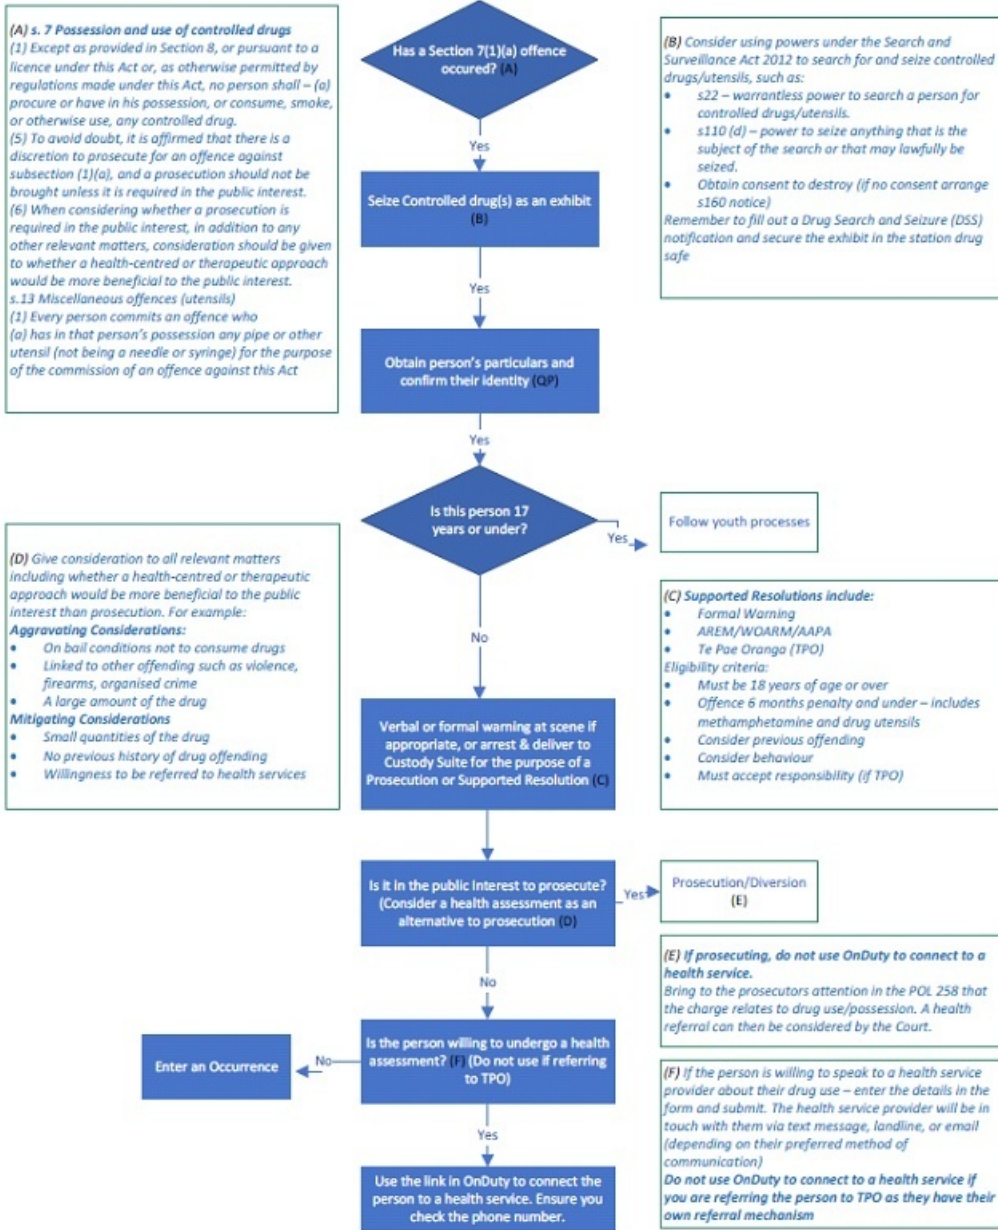 (A) s. 7 Possession and use of controlled drugs
(1) Except as provided in Section 8, or pursuant to a
licence under this Act or, as otherwise permitted by
regulations made under this Act, no person shall – (a)
procure or have in his possession, or consume, smoke,
or otherwise use, any controlled drug.
(5) To avoid doubt, it is affirmed that there is a
discretion to prosecute for an offence against
subsection (1)(a), and a prosecution should not be
brought unless it is required in the public interest.
(6) When considering whether a prosecution is
required in the public interest, in addition to any
other relevant matters, consideration should be given
to whether a health-centred or therapeutic approach
would be more beneficial to the public interest.
s.13 Miscellaneous offences (utensils)
(1) Every person commits an offence who
(a) has in that person's possession any pipe or other
utensil (not being a needle or syringe) for the purpose
of the commission of an offence against this Act
Has a Section 7(1)(a) offence
occured? (A)
(B) Consider using powers under the Search and
Surveillance Act 2012 to search for and seize controlled
drugs/utensils, such as:
• s22 – warrantless power to search a person for
controlled drugs/utensils.
• s110 (d) – power to seize anything that is the
subject of the search or that may lawfully be
seized.
• Obtain consent to destroy (if no consent arrange
s160 notice)
Remember to fill out a Drug Search and Seizure (DSS)
notification and secure the exhibit in the station drug
safe
Yes
Seize Controlled drug(s) as an exhibit
(B)
Yes
Obtain person's particulars and
confirm their identity (QP)
Yes
Is this person 17
years or under?
Yes
Follow youth processes
No
(D) Give consideration to all relevant matters
including whether a health-centred or therapeutic
approach would be more beneficial to the public
interest than prosecution. For example:
Aggravating Considerations:
• On bail conditions not to consume drugs
• Linked to other offending such as violence,
firearms, organised crime
• A large amount of the drug
Mitigating Considerations
• Small quantities of the drug
• No previous history of drug offending
• Willingness to be referred to health services
Verbal or formal warning at scene if
appropriate, or arrest & deliver to
Custody Suite for the purpose of a
Prosecution or Supported Resolution (C)
(C) Supported Resolutions include:
• Formal Warning
• AREM/WOARM/AAPA
• Te Pae Oranga (TPO)
Eligibility criteria:
• Must be 18 years of age or over
• Offence 6 months penalty and under – includes
methamphetamine and drug utensils
• Consider previous offending
• Consider behaviour
• Must accept responsibility (if TPO)
Is it in the public Interest to prosecute?
(Consider a health assessment as an
alternative to prosecution (D)
Yes
Prosecution/Diversion
(E)
No
(E) If prosecuting, do not use OnDuty to connect to a
health service.
Bring to the prosecutors attention in the POL 258 that
the charge relates to drug use/possession. A health
referral can then be considered by the Court.
Is the person willing to undergo a health
assessment? (F) (Do not use if referring
to TPO)
No
Enter an Occurrence
Yes
Use the link in OnDuty to connect the
person to a health service. Ensure you
check the phone number.
(F) If the person is willing to speak to a health service
provider about their drug use – enter the details in the
form and submit. The health service provider will be in
touch with them via text message, landline, or email
(depending on their preferred method of
communication)
Do not use OnDuty to connect to a health service if
you are referring the person to TPO as they have their
own referral mechanism